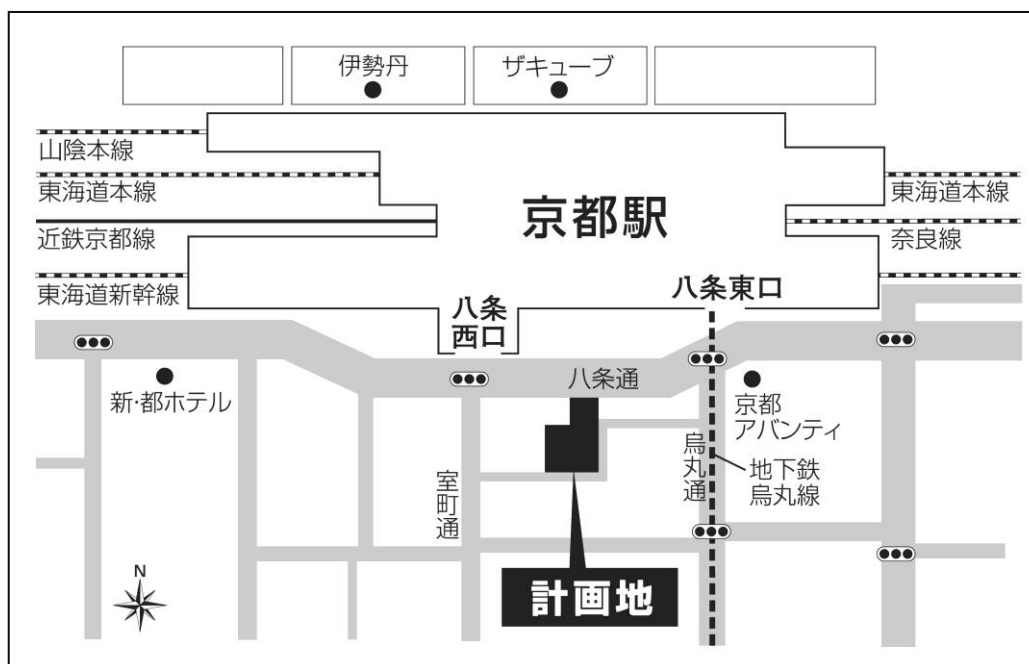 伊勢丹
ザキューブ
山陰本線
東海道本線
近鉄京都線
東海道新幹線
京都駅
東海道本線
奈良線
八条
西口
八条東口
八条通
新・都ホテル
京都
アバンティ
室町通
烏丸通
地下鉄
烏丸線
計画地
N